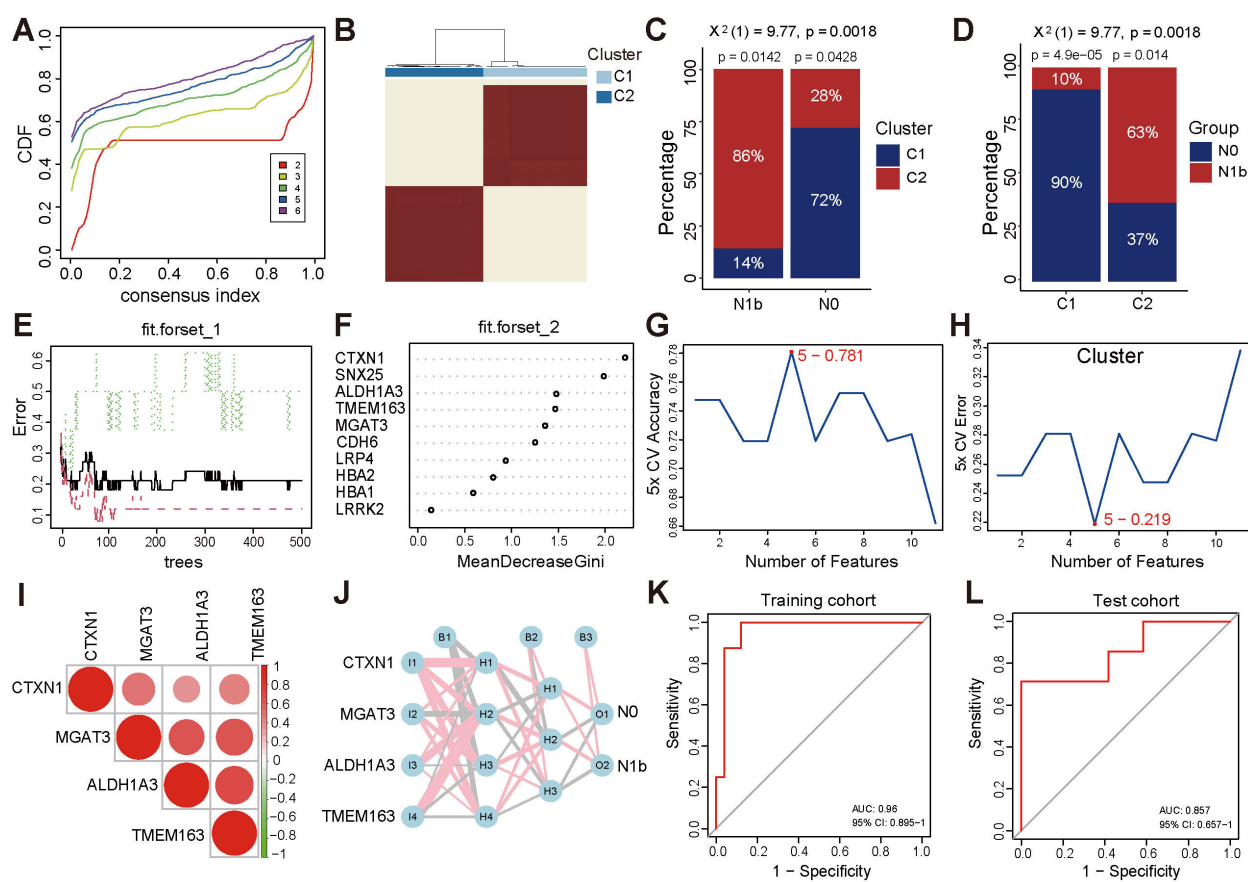 A
CDF
1.0
0.8
0.6
0.4
0.2
0.0
2
3
4
5
6
0.0 0.2 0.4 0.6 0.8 1.0
consensus index
B
Cluster
C1
C2
C
X² (1) = 9.77, p = 0.0018
p = 0.0142 p = 0.0428
Percentage
100
75
50
25
0
86%
14%
28%
72%
N1b N0
Cluster
C1
C2
D
X² (1) = 9.77, p = 0.0018
p = 4.9e−05 p = 0.014
Percentage
100
75
50
25
0
10%
90%
63%
37%
C1 C2
Group
N0
N1b
E
fit.forset_1
Error
0.6
0.5
0.4
0.3
0.2
0.1
0 100 200 300 400 500
trees
F
fit.forset_2
CTXN1
SNX25
ALDH1A3
TMEM163
MGAT3
CDH6
LRP4
HBA2
HBA1
LRRK2
0.0 0.5 1.0 1.5 2.0
MeanDecreaseGini
G
5x CV Accuracy
0.78
0.76
0.74
0.72
0.70
0.68
0.66
5 − 0.781
2 4 6 8 10
Number of Features
H
Cluster
5x CV Error
0.34
0.32
0.30
0.28
0.26
0.24
0.22
5 − 0.219
2 4 6 8 10
Number of Features
I
CTXN1
MGAT3
ALDH1A3
TMEM163
CTXN1
MGAT3
ALDH1A3
TMEM163
1
0.8
0.6
0.4
0.2
0
−0.2
−0.4
−0.6
−0.8
−1
J
B1 B2 B3
CTXN1
MGAT3
ALDH1A3
TMEM163
I1
I2
I3
I4
H1
H2
H3
H4
H1
H2
H3
O1
O2
N0
N1b
K
Training cohort
Sensitivity
1.0
0.8
0.6
0.4
0.2
0.0
AUC: 0.96
95% CI: 0.895−1
0.0 0.2 0.4 0.6 0.8 1.0
1 − Specificity
L
Test cohort
Sensitivity
1.0
0.8
0.6
0.4
0.2
0.0
AUC: 0.857
95% CI: 0.657−1
0.0 0.2 0.4 0.6 0.8 1.0
1 − Specificity